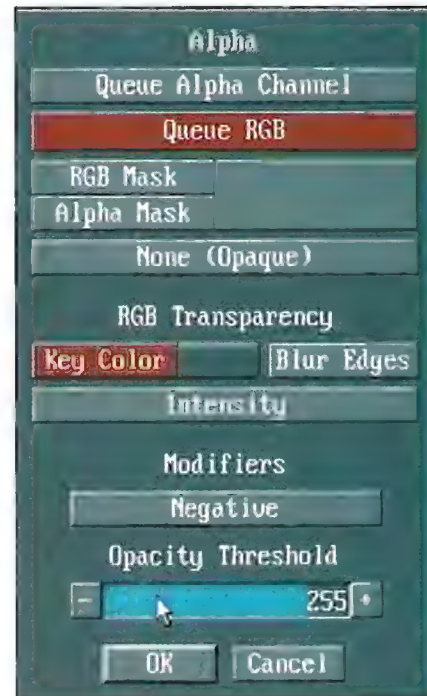 Alpha
Queue Alpha Channel
Queue RGB
RGB Mask
Alpha Mask
None (Opaque)
RGB Transparency
Key Color Blur Edges
Intensity
Modifiers
Negative
Opacity Threshold
- 255 +
OK Cancel